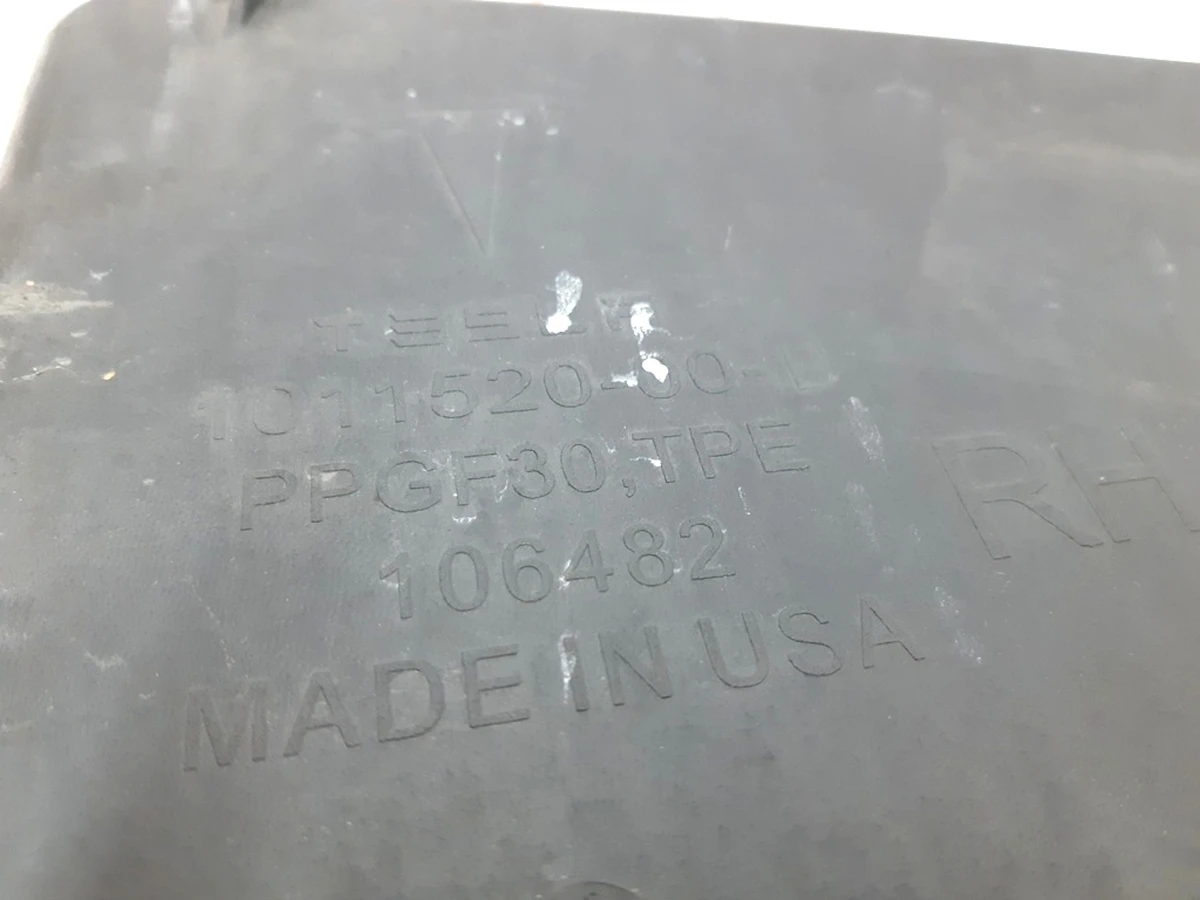 TESLA
1011520-00-D
PPGF30,TPE
106482
MADE IN USA
RH